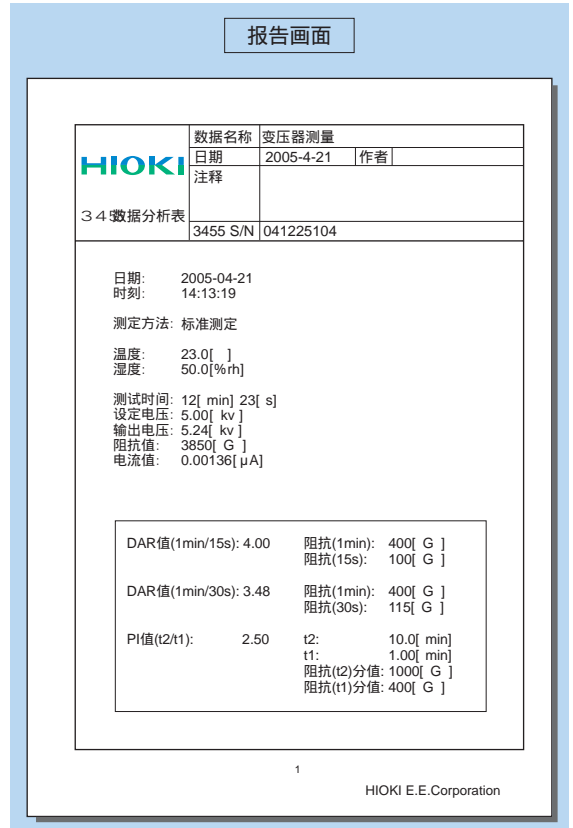 报告画面
HIOKI
数据名称 变压器测量
日期 2005-4-21 作者
注释
数据分析表
3455 S/N 041225104
日期: 2005-04-21
时刻: 14:13:19
测定方法: 标准测定
温度: 23.0[ ]
湿度: 50.0[%rh]
测试时间: 12[ min] 23[ s]
设定电压: 5.00[ kv ]
输出电压: 5.24[ kv ]
阻抗值: 3850[ G ]
电流值: 0.00136[ μA]
DAR值(1min/15s): 4.00 阻抗(1min): 400[ G ]
阻抗(15s): 100[ G ]
DAR值(1min/30s): 3.48 阻抗(1min): 400[ G ]
阻抗(30s): 115[ G ]
PI值(t2/t1): 2.50 t2: 10.0[ min]
t1: 1.00[ min]
阻抗(t2)分值: 1000[ G ]
阻抗(t1)分值: 400[ G ]
1
HIOKI E.E.Corporation